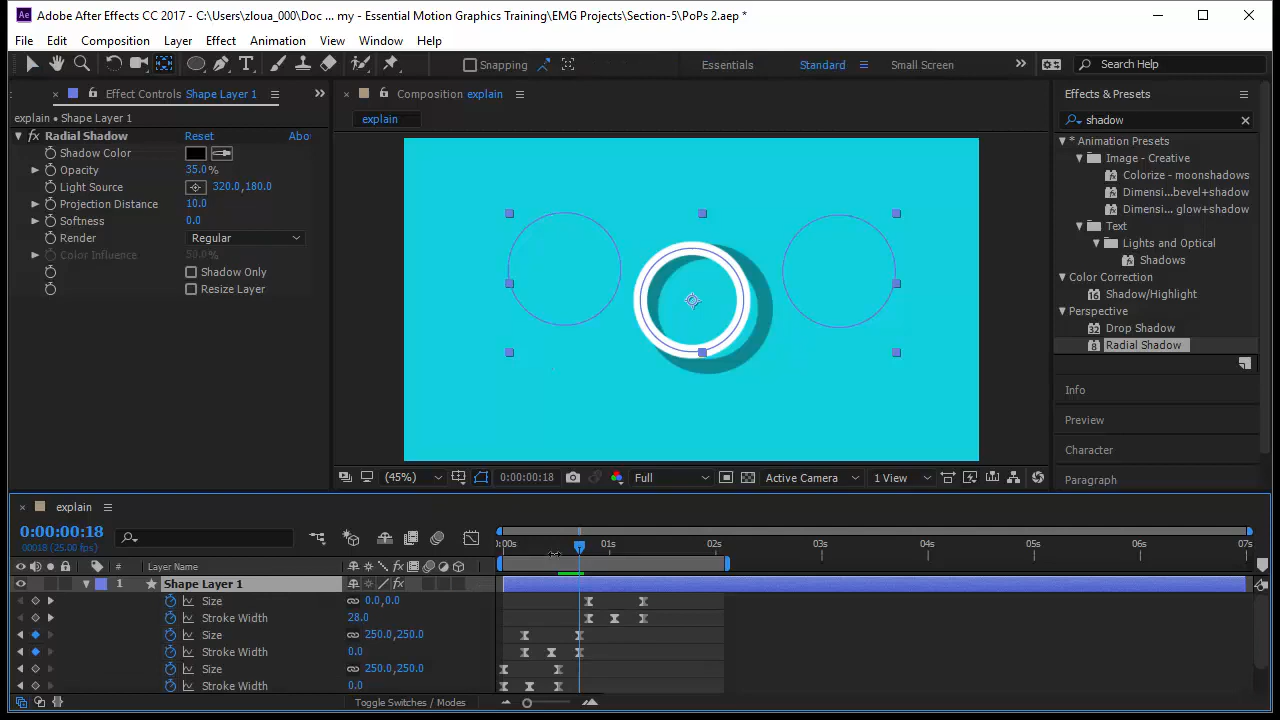 Ae Adobe After Effects CC 2017 - C:\Users\zloua_000\Doc ... my - Essential Motion Graphics Training\EMG Projects\Section-5\PoPs 2.aep *
File Edit Composition Layer Effect Animation View Window Help
Snapping Essentials Standard Small Screen Search Help
Effect Controls Shape Layer 1
Composition explain
Effects & Presets
explain • Shape Layer 1
explain
shadow
fx Radial Shadow Reset Abo
Shadow Color
Opacity 35.0%
Light Source 320.0,180.0
Projection Distance 10.0
Softness 0.0
Render Regular
Color Influence 50.0%
Shadow Only
Resize Layer
* Animation Presets
Image - Creative
Colorize - moonshadows
Dimensi...bevel+shadow
Dimensi... glow+shadow
Text
Lights and Optical
Shadows
Color Correction
16 Shadow/Highlight
Perspective
32 Drop Shadow
8 Radial Shadow
Info
Preview
Character
Paragraph
(45%) 0:00:00:18 Full Active Camera 1 View
explain
0:00:00:18
00018 (25.00 fps)
:00s 01s 02s 03s 04s 05s 06s 07s
# Layer Name
1 Shape Layer 1
Size 0.0,0.0
Stroke Width 28.0
Size 250.0,250.0
Stroke Width 0.0
Size 250.0,250.0
Stroke Width 0.0
Toggle Switches / Modes